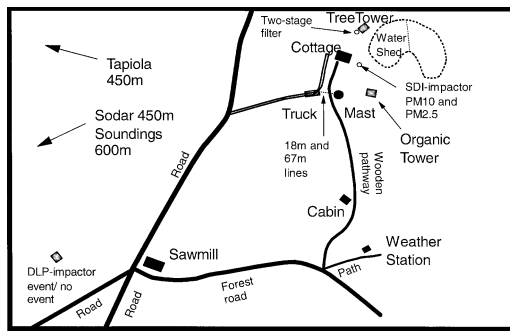 TreeTower
Two-stage
filter
Water
Shed
Cottage
Tapiola
450m
SDI-impactor
PM10 and
PM2.5
Sodar 450m
Soundings
600m
Truck
Mast
Organic
Tower
18m and
67m
lines
Road
Wooden
pathway
Cabin
Sawmill
Weather
Station
Path
DLP-impactor
event/ no
event
Forest
road
Road
Road